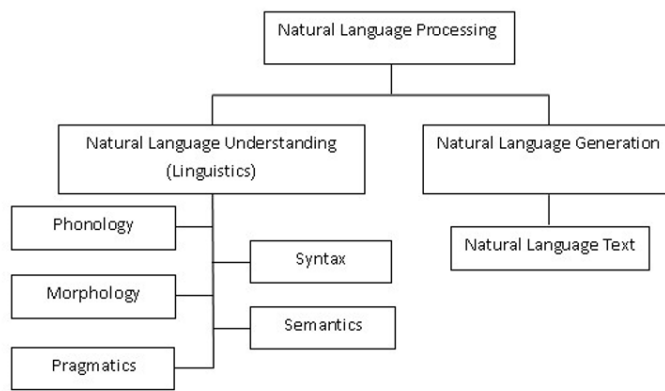 Natural Language Processing
Natural Language Understanding
(Linguistics)
Natural Language Generation
Phonology
Natural Language Text
Syntax
Morphology
Semantics
Pragmatics